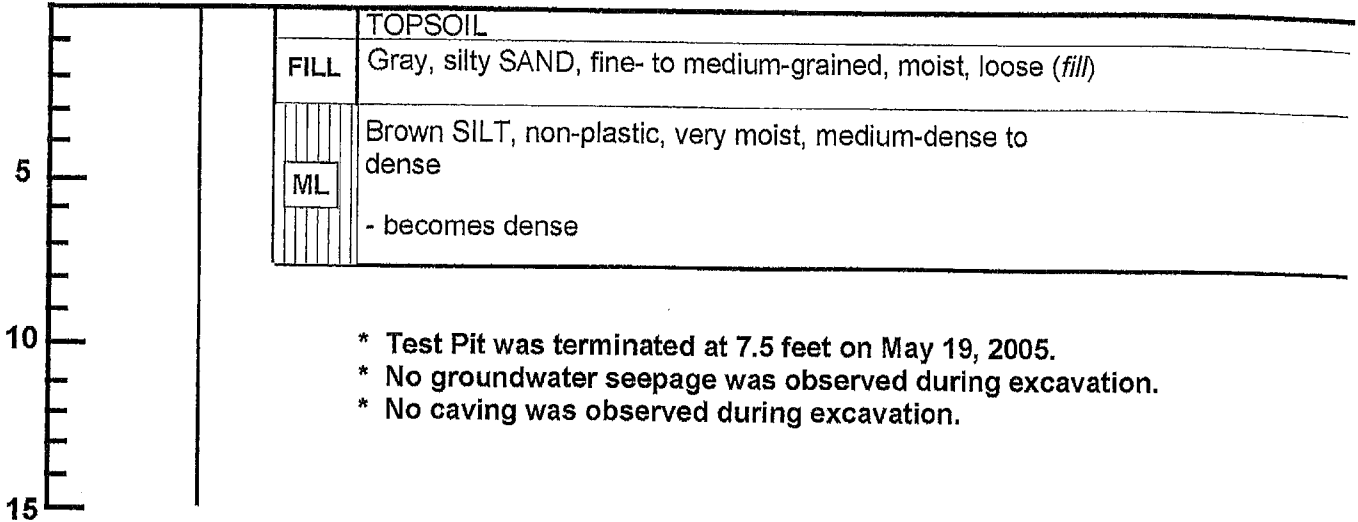 TOPSOIL
FILL Gray, silty SAND, fine- to medium-grained, moist, loose (fill)
Brown SILT, non-plastic, very moist, medium-dense to
dense
5
ML
- becomes dense
10
* Test Pit was terminated at 7.5 feet on May 19, 2005.
* No groundwater seepage was observed during excavation.
* No caving was observed during excavation.
15